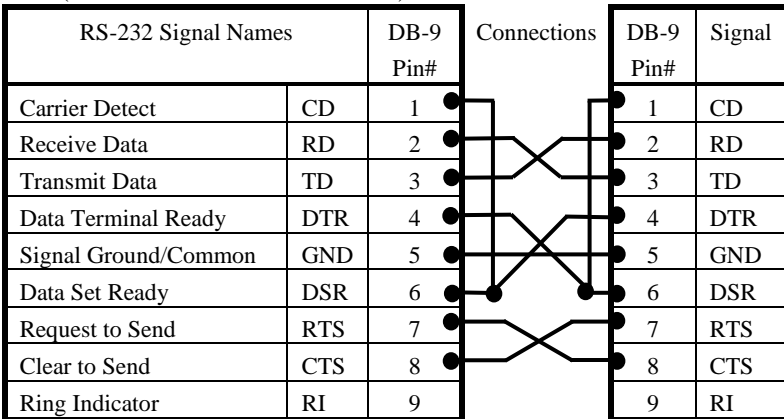 RS-232 Signal Names DB-9 Pin# Connections DB-9 Pin# Signal
Carrier Detect CD 1 1 CD
Receive Data RD 2 2 RD
Transmit Data TD 3 3 TD
Data Terminal Ready DTR 4 4 DTR
Signal Ground/Common GND 5 5 GND
Data Set Ready DSR 6 6 DSR
Request to Send RTS 7 7 RTS
Clear to Send CTS 8 8 CTS
Ring Indicator RI 9 9 RI